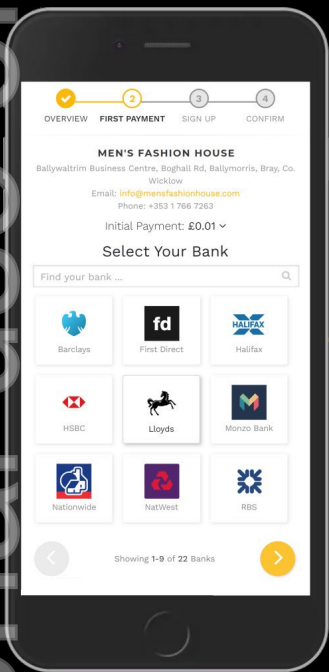 2
3
4
OVERVIEW FIRST PAYMENT SIGN UP CONFIRM
MEN'S FASHION HOUSE
Ballywaltrim Business Centre, Boghall Rd, Ballymorris, Bray, Co.
Wicklow
Email: info@mensfashionhouse.com
Phone: +353 1 766 7263
Initial Payment: £0.01
Select Your Bank
Find your bank ...
fd
HALIFAX
Barclays
First Direct
Halifax
HSBC
Lloyds
Monzo Bank
Nationwide
NatWest
RBS
Showing 1-9 of 22 Banks